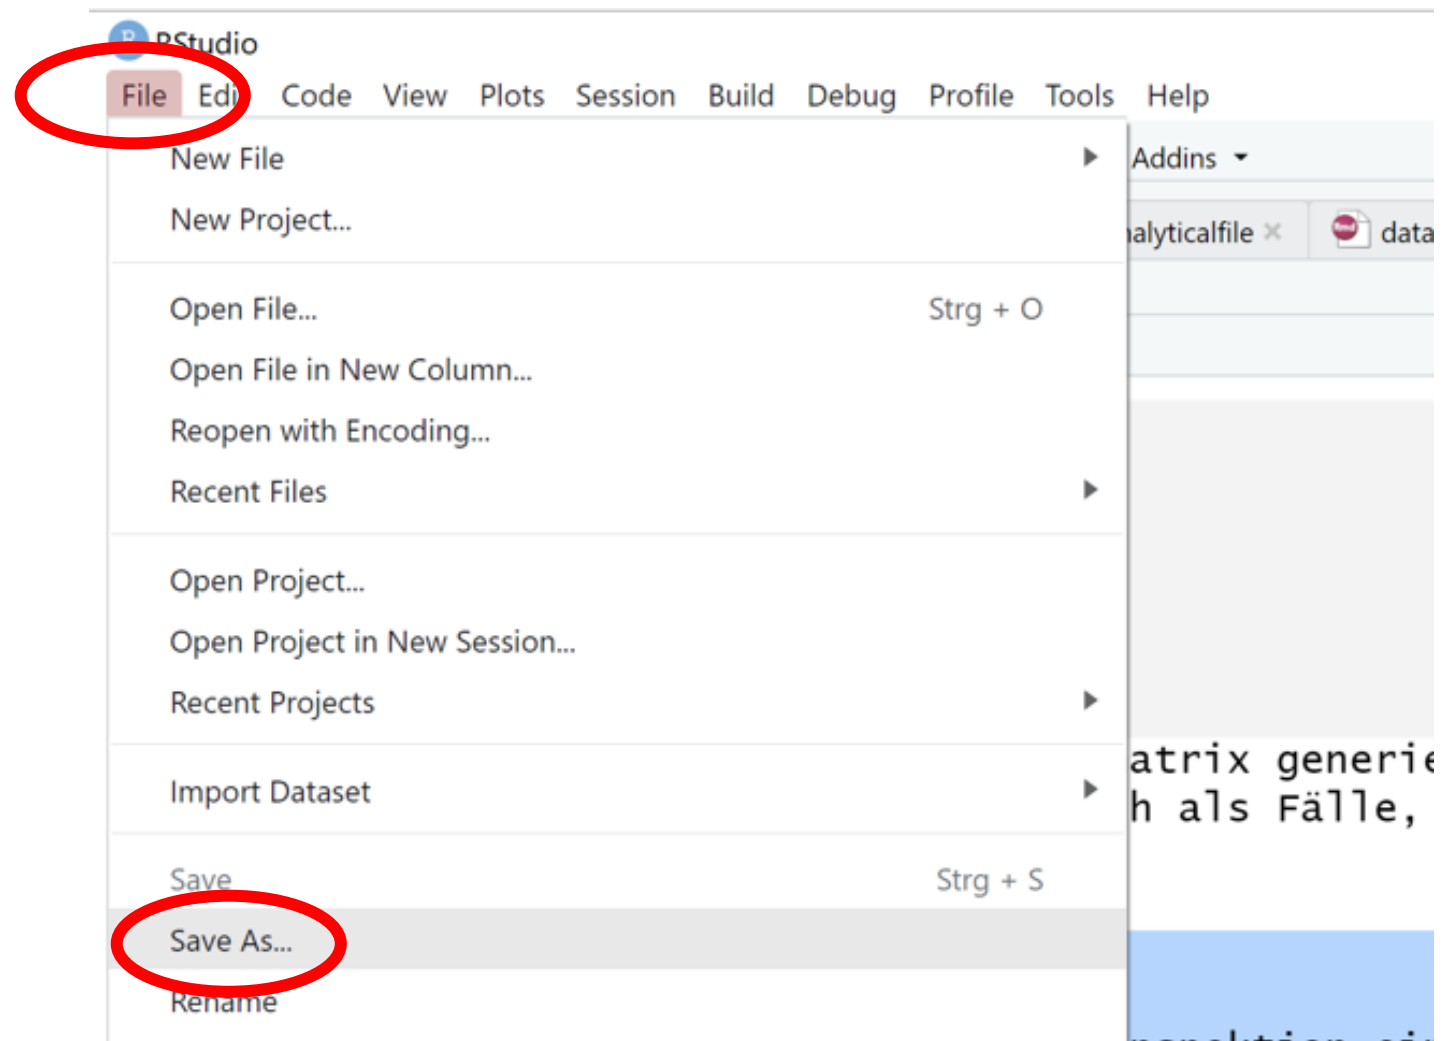 RStudio
File Edit Code View Plots Session Build Debug Profile Tools Help
New File
Addins
New Project...
alyticalfile data
Open File... Strg + O
Open File in New Column...
Reopen with Encoding...
Recent Files
Open Project...
Open Project in New Session...
Recent Projects
atrix generie
Import Dataset
h als Fälle,
Save Strg + S
Save As...
Rename